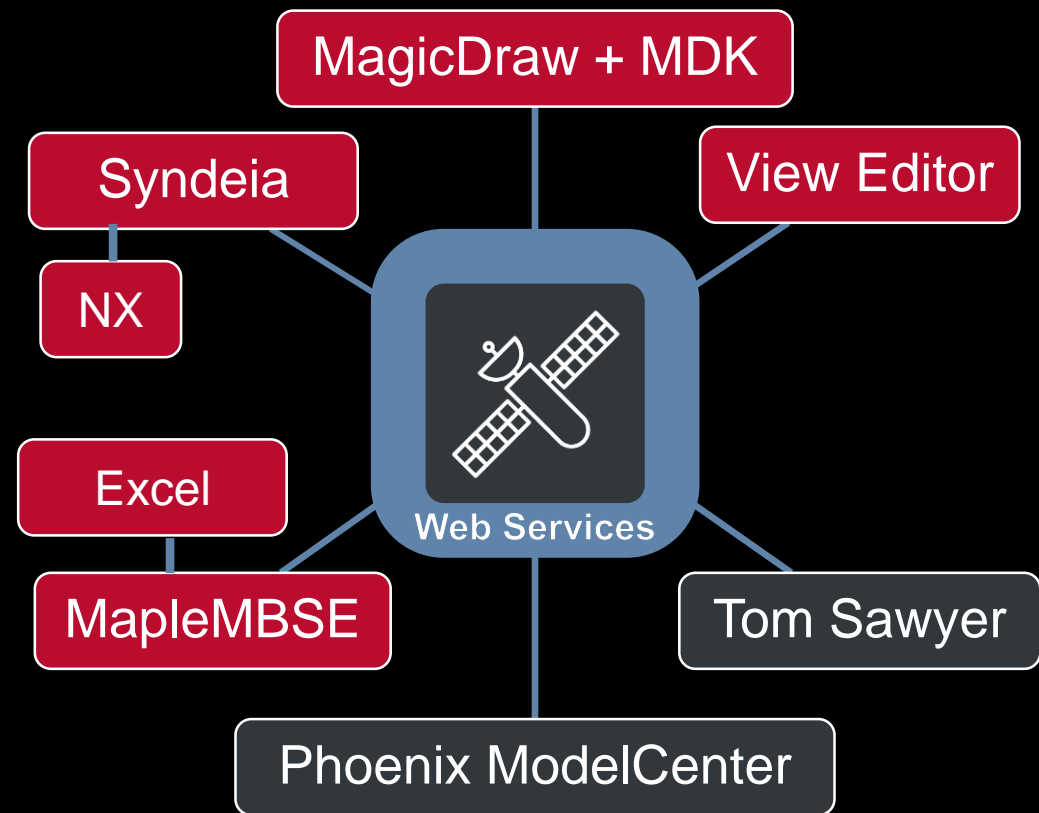 MagicDraw + MDK
Syndeia
View Editor
NX
Excel
Web Services
MapleMBSE
Tom Sawyer
Phoenix ModelCenter